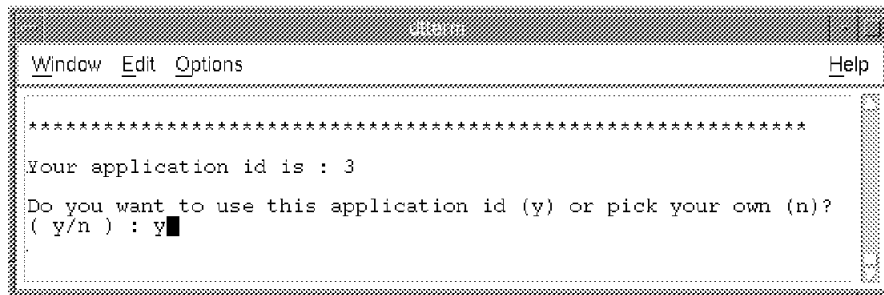 dtterm
Window Edit Options Help
***************************************************************
Your application id is : 3
Do you want to use this application id (y) or pick your own (n)?
( y/n ) : y